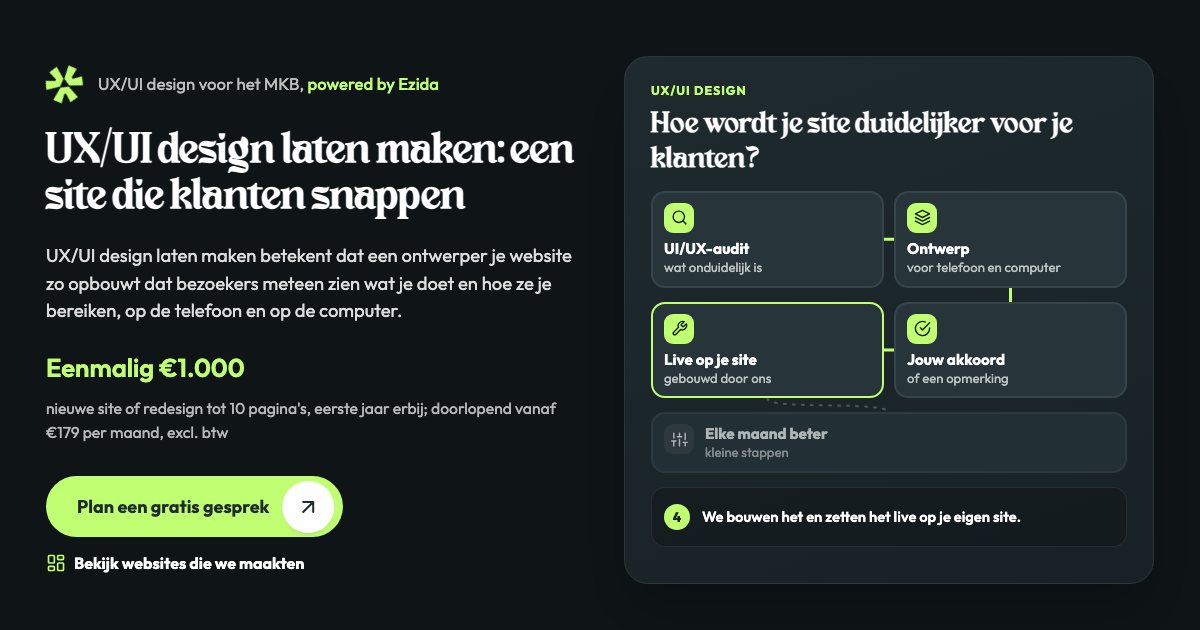 UX/UI design voor het MKB, powered by Ezida
UX/UI design laten maken: een
site die klanten snappen
UX/UI design laten maken betekent dat een ontwerper je website
zo opbouwt dat bezoekers meteen zien wat je doet en hoe ze je
bereiken, op de telefoon en op de computer.
Eenmalig €1.000
nieuwe site of redesign tot 10 pagina's, eerste jaar erbij; doorlopend vanaf
€179 per maand, excl. btw
Plan een gratis gesprek
Bekijk websites die we maakten
UX/UI DESIGN
Hoe wordt je site duidelijker voor je
klanten?
UI/UX-audit
wat onduidelijk is
Ontwerp
voor telefoon en computer
Live op je site
gebouwd door ons
Jouw akkoord
of een opmerking
Elke maand beter
kleine stappen
4 We bouwen het en zetten het live op je eigen site.